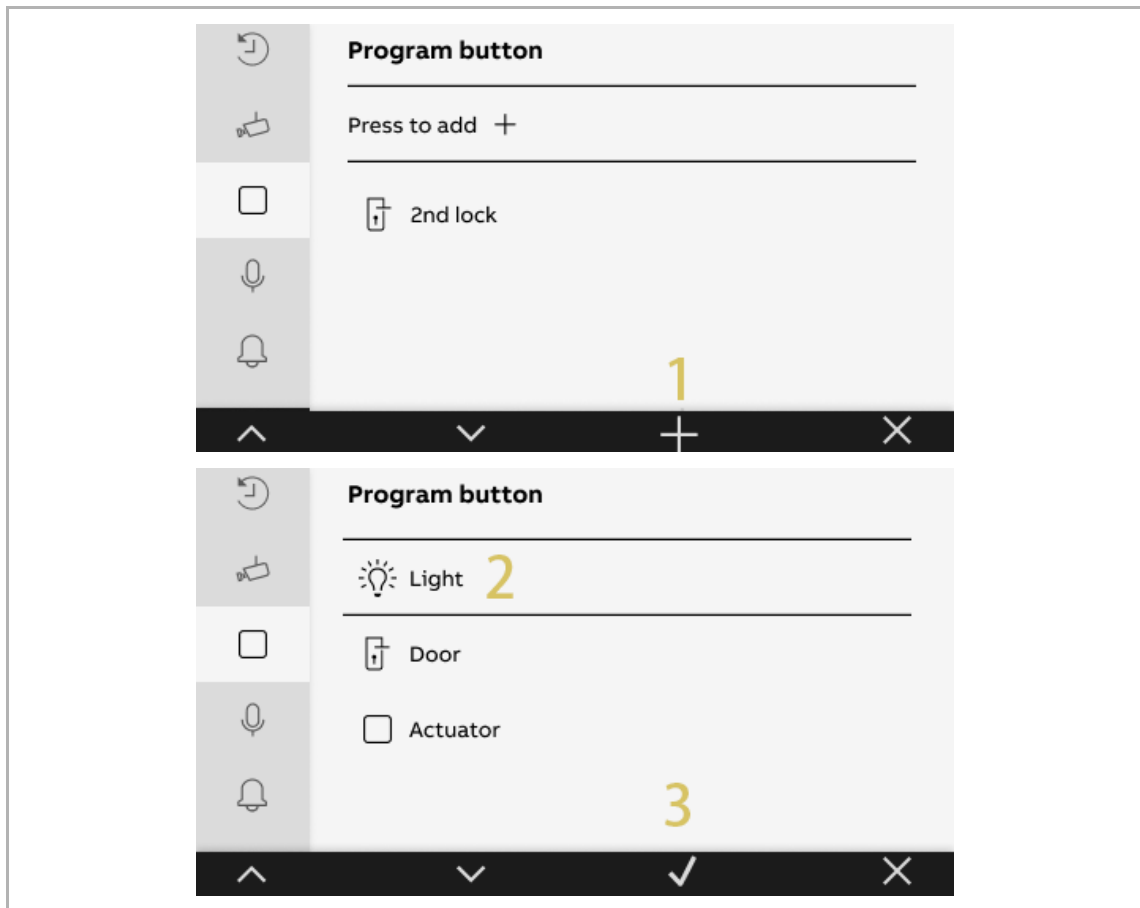 Program button
Press to add +
2nd lock
1
Program button
Light 2
Door
Actuator
3